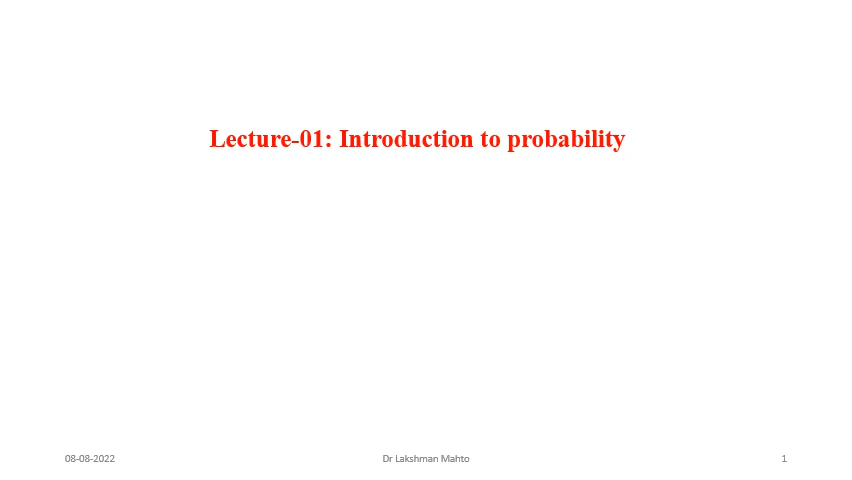 Lecture-01: Introduction to probability
08-08-2022
Dr Lakshman Mahto
1